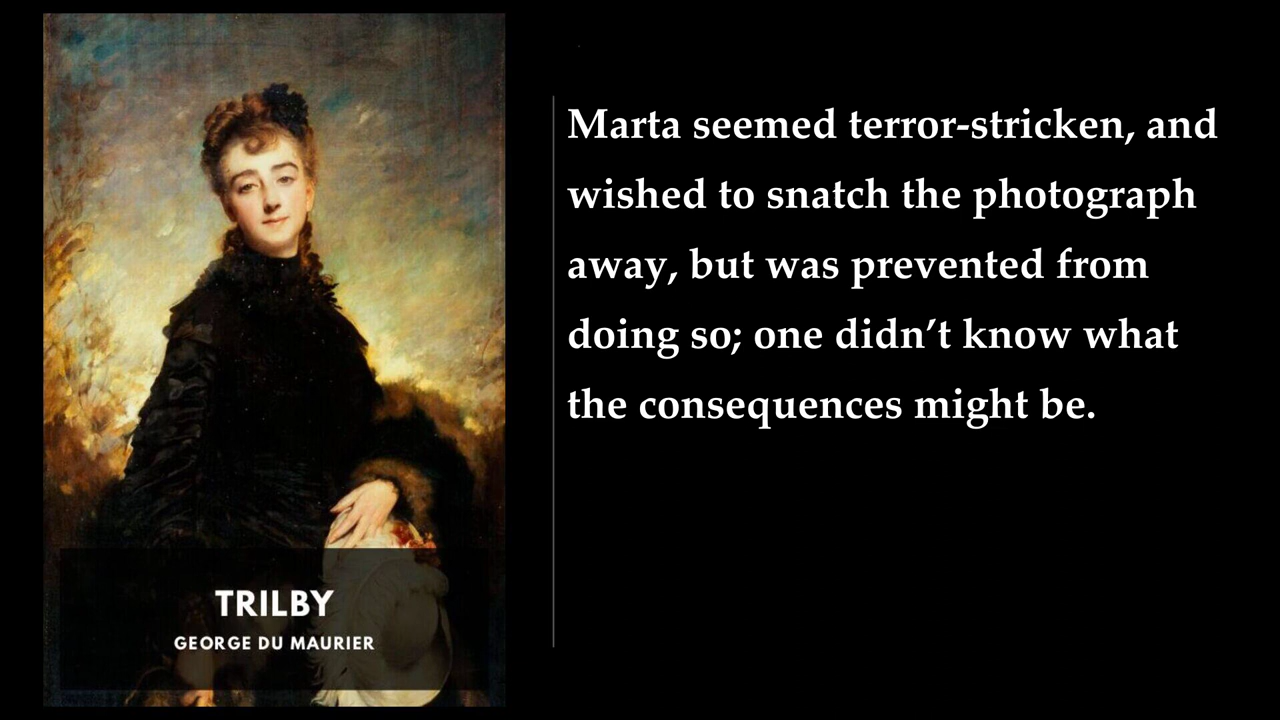 TRILBY
GEORGE DU MAURIER
Marta seemed terror-stricken, and
wished to snatch the photograph
away, but was prevented from
doing so; one didn’t know what
the consequences might be.